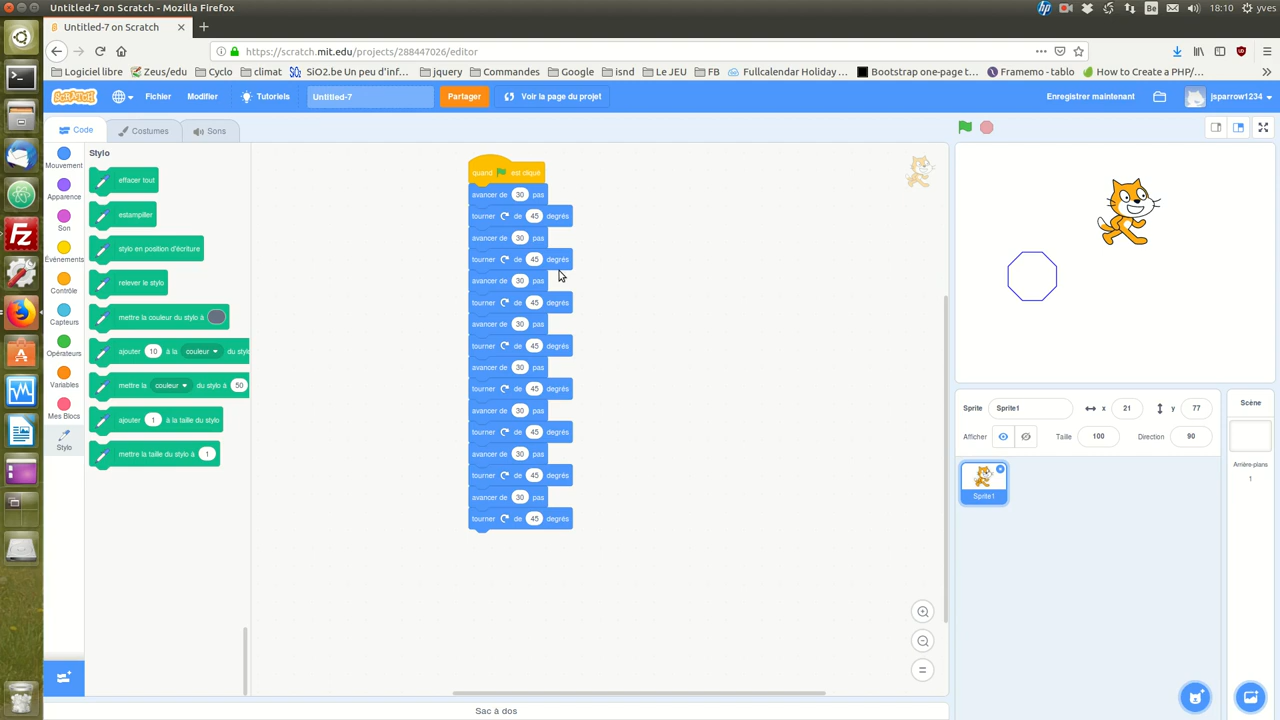 Untitled-7 on Scratch - Mozilla Firefox
Be 18:10 yves
Untitled-7 on Scratch
https://scratch.mit.edu/projects/288447026/editor
Logiciel libre Zeus/edu Cyclo climat SiO2.be Un peu d'inf... jquery Commandes Google isnd Le JEU FB Fullcalendar Holiday ... Bootstrap one-page t... Framemo - tablo How to Create a PHP/...
SCRATCH Fichier Modifier Tutoriels Untitled-7 Partager Voir la page du projet Enregistrer maintenant jsparrow1234
Code Costumes Sons
Mouvement
Apparence
Son
Événements
Contrôle
Capteurs
Opérateurs
Variables
Mes Blocs
Stylo
Stylo
effacer tout
estampiller
stylo en position d'écriture
relever le stylo
mettre la couleur du stylo à
ajouter 10 à la couleur du stylo
mettre la couleur du stylo à 50
ajouter 1 à la taille du stylo
mettre la taille du stylo à 1
quand est cliqué
avancer de 30 pas
tourner de 45 degrés
avancer de 30 pas
tourner de 45 degrés
avancer de 30 pas
tourner de 45 degrés
avancer de 30 pas
tourner de 45 degrés
avancer de 30 pas
tourner de 45 degrés
avancer de 30 pas
tourner de 45 degrés
avancer de 30 pas
tourner de 45 degrés
avancer de 30 pas
tourner de 45 degrés
Sac à dos
Sprite Sprite1 x 21 y 77
Afficher Taille 100 Direction 90
Sprite1
Scène
Arrière-plans
1